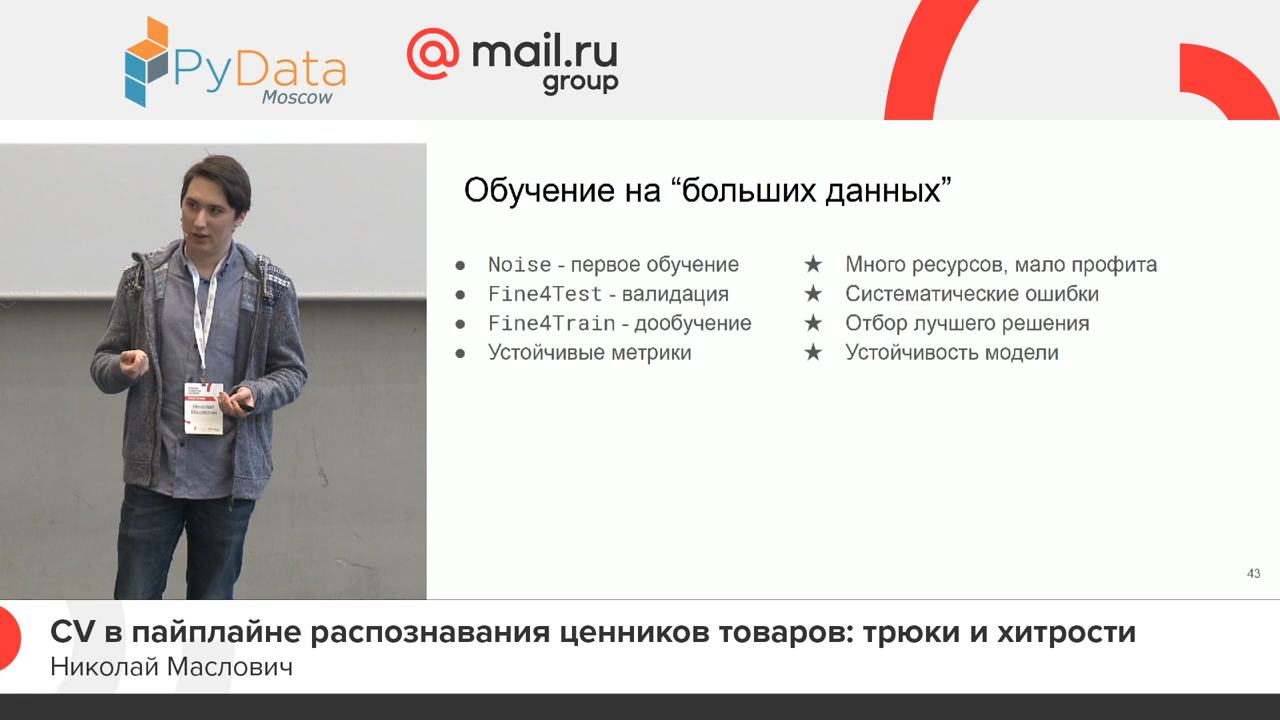 PyData
Moscow
@mail.ru
group
Обучение на “больших данных”
● Noise - первое обучение
● Fine4Test - валидация
● Fine4Train - дообучение
● Устойчивые метрики
★ Много ресурсов, мало профита
★ Систематические ошибки
★ Отбор лучшего решения
★ Устойчивость модели
Николай
Маслович
43
CV в пайплайне распознавания ценников товаров: трюки и хитрости
Николай Маслович